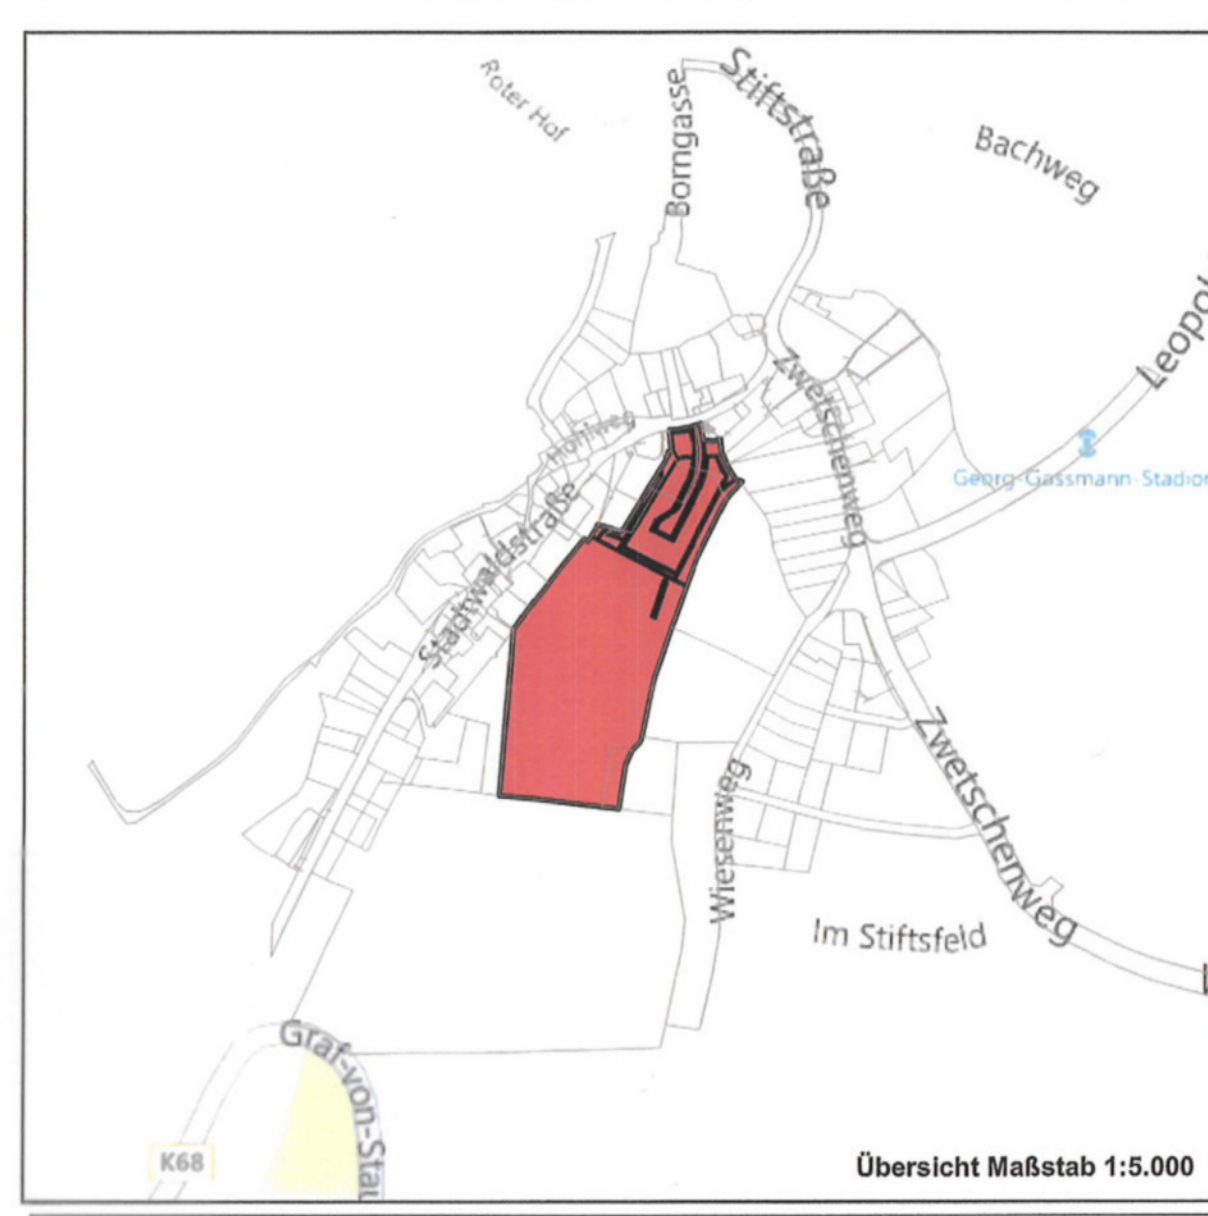 Roter Hof
Borngasse
Stiftstraße
Bachweg
Leopol
Zwetschenweg
Hohlweg
Georg-Gassmann-Stadion
Stadtwaldstraße
Zwetschenweg
Wiesenweg
Im Stiftsfeld
Graf-von-Stau
K68
Übersicht Maßstab 1:5.000